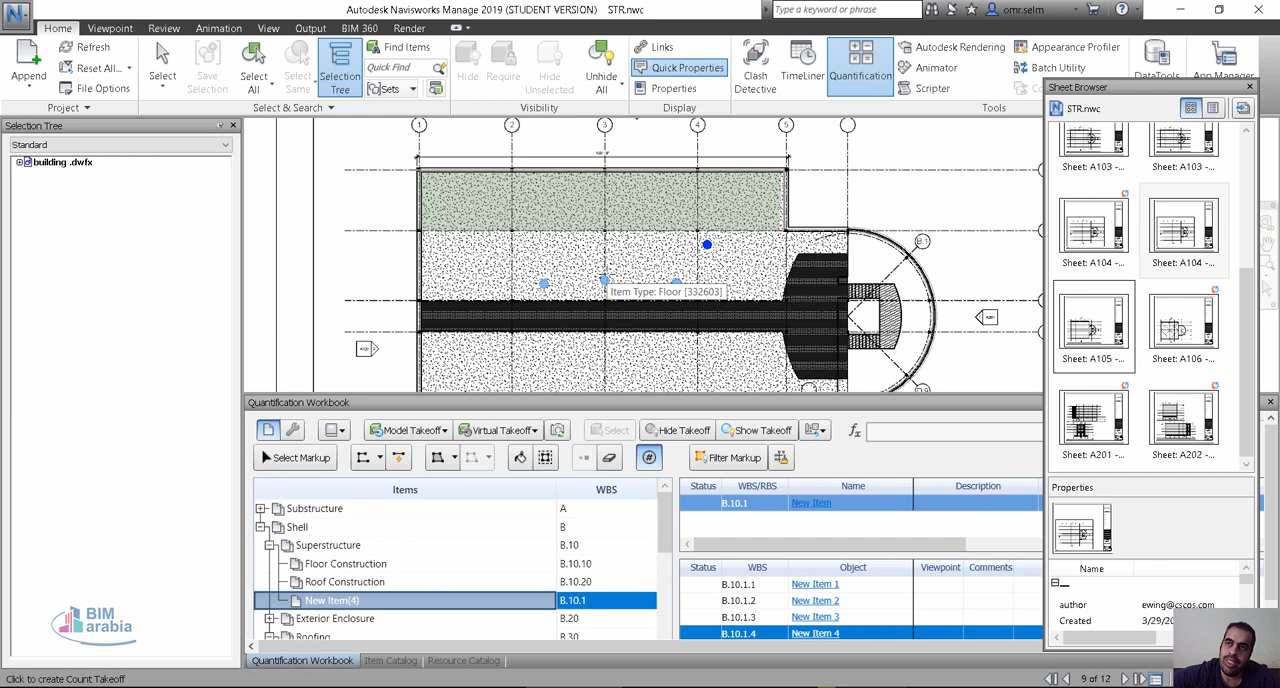 Autodesk Navisworks Manage 2019 (STUDENT VERSION) STR.nwc
Type a keyword or phrase
omr.selm
Home Viewpoint Review Animation View Output BIM 360 Render
Append
Refresh
Reset All...
File Options
Project
Select
Save Selection
Select All
Select Same
Selection Tree
Find Items
Quick Find
Sets
Select & Search
Hide
Require
Hide Unselected
Unhide All
Visibility
Links
Quick Properties
Properties
Display
Clash Detective
TimeLiner
Quantification
Autodesk Rendering
Animator
Scripter
Appearance Profiler
Batch Utility
DataTools
App Manager
Tools
Selection Tree
Standard
building .dwfx
1 2 3 4 5
B.1
Item Type: Floor [332603]
Sheet Browser
STR.nwc
Sheet: A103 -... Sheet: A103 -...
Sheet: A104 -... Sheet: A104 -...
Sheet: A105 -... Sheet: A106 -...
Sheet: A201 -... Sheet: A202 -...
Properties
Name
author ewing@cscos.com
Created 3/29/20
Quantification Workbook
Model Takeoff Virtual Takeoff Select Hide Takeoff Show Takeoff fx
Select Markup Filter Markup
Items WBS
Substructure A
Shell B
Superstructure B.10
Floor Construction B.10.10
Roof Construction B.10.20
New Item(4) B.10.1
Exterior Enclosure B.20
Roofing B.30
Status WBS/RBS Name Description
B.10.1 New Item
Status WBS Object Viewpoint Comments
B.10.1.1 New Item 1
B.10.1.2 New Item 2
B.10.1.3 New Item 3
B.10.1.4 New Item 4
BIM
arabia
Quantification Workbook Item Catalog Resource Catalog
Click to create Count Takeoff
9 of 12